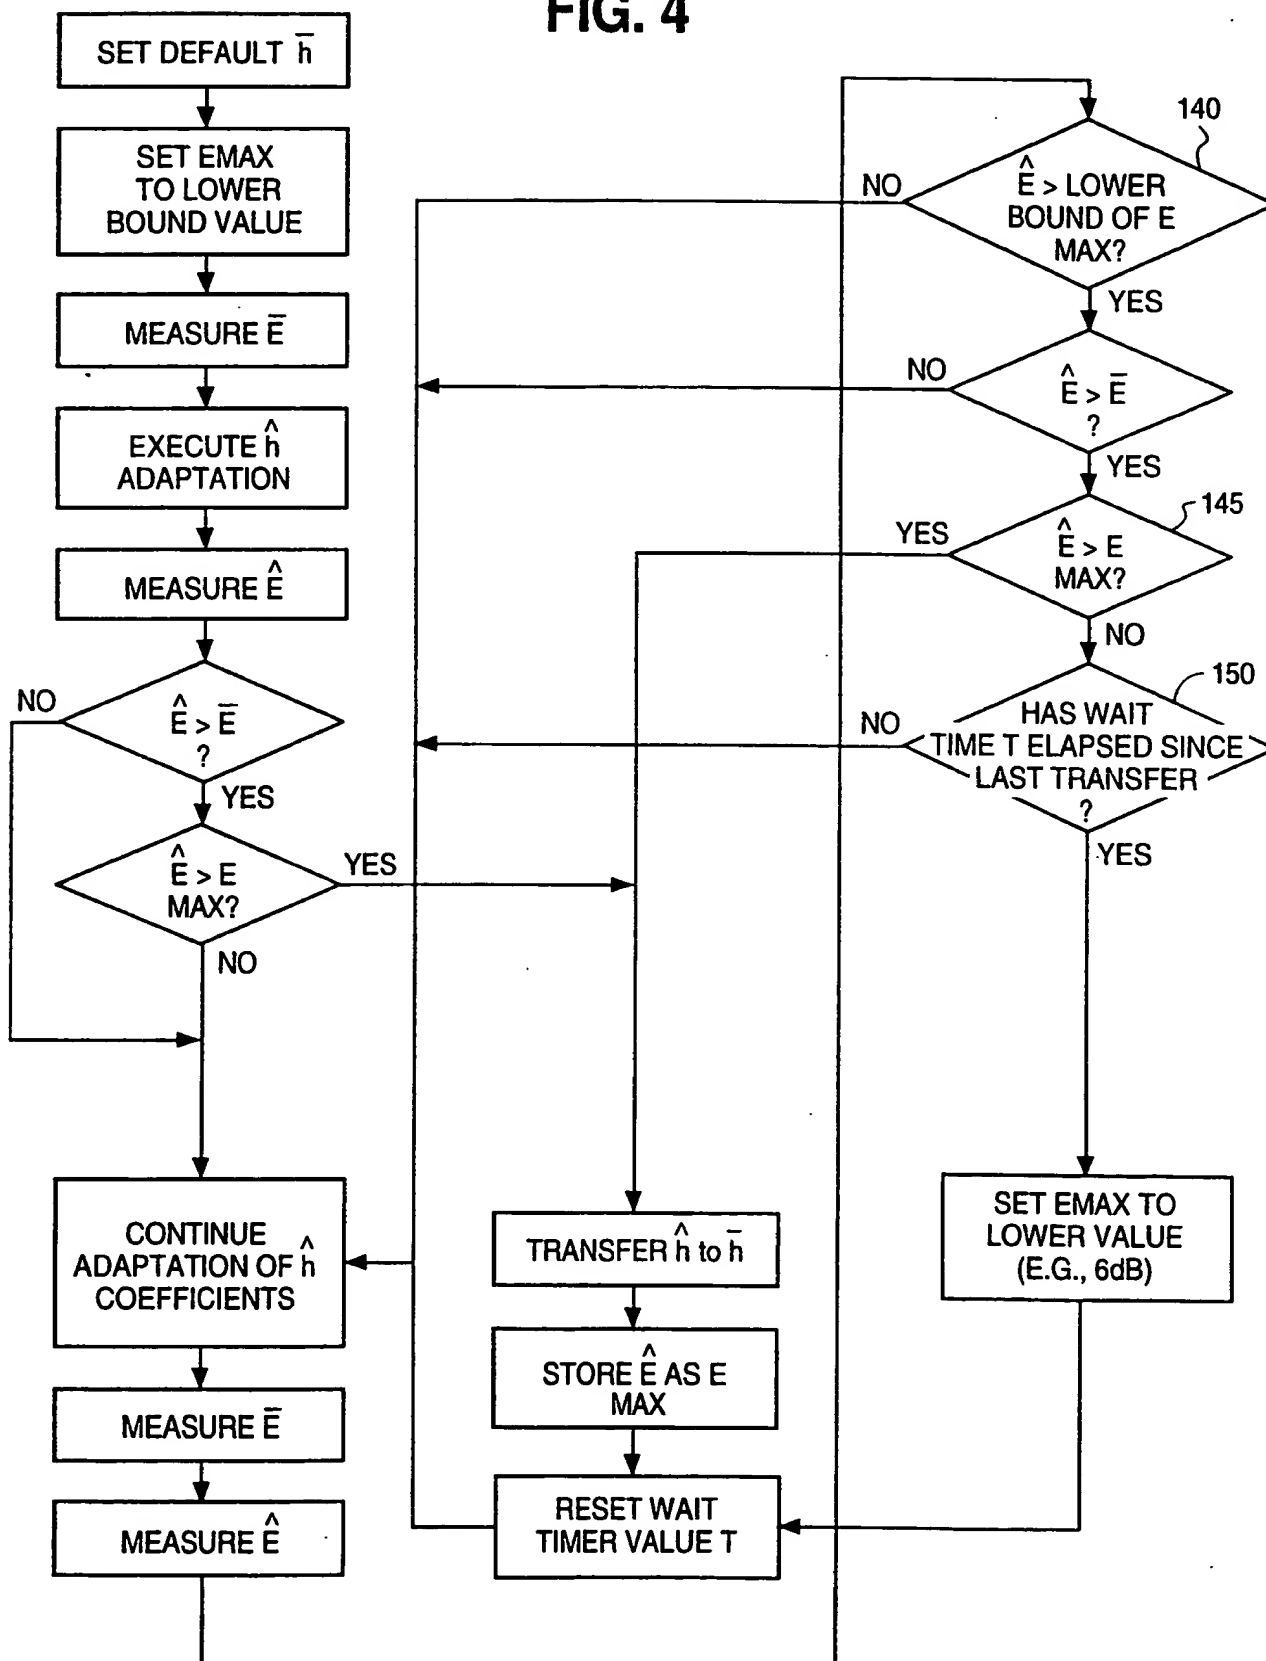 FIG. 4
SET DEFAULT h̅
SET EMAX
TO LOWER
BOUND VALUE
MEASURE E̅
EXECUTE ĥ
ADAPTATION
MEASURE Ê
NO
Ê > E̅
?
YES
Ê > E
MAX?
YES
NO
CONTINUE
ADAPTATION OF ĥ
COEFFICIENTS
MEASURE E̅
MEASURE Ê
TRANSFER ĥ to h̅
STORE Ê AS E
MAX
RESET WAIT
TIMER VALUE T
140
NO
Ê > LOWER
BOUND OF E
MAX?
YES
NO
Ê > E̅
?
YES
145
YES
Ê > E
MAX?
NO
150
NO
HAS WAIT
TIME T ELAPSED SINCE
LAST TRANSFER
?
YES
SET EMAX TO
LOWER VALUE
(E.G., 6dB)